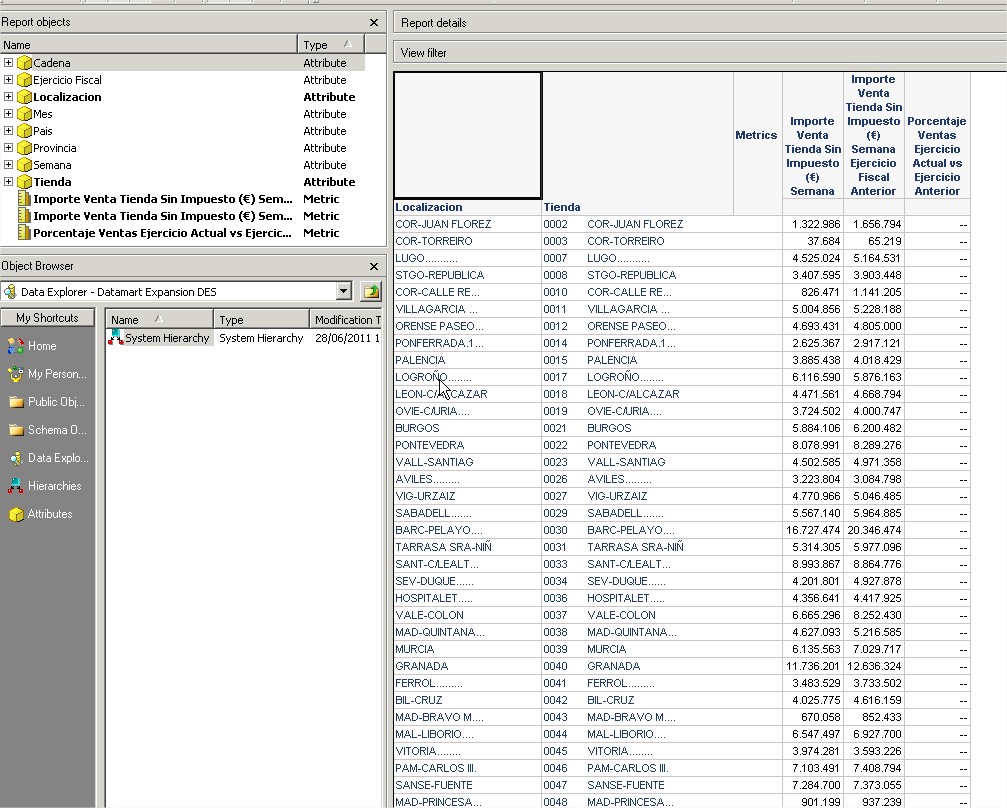 Report objects
Name Type
Cadena Attribute
Ejercicio Fiscal Attribute
Localizacion Attribute
Mes Attribute
Pais Attribute
Provincia Attribute
Semana Attribute
Tienda Attribute
Importe Venta Tienda Sin Impuesto (€) Sem... Metric
Importe Venta Tienda Sin Impuesto (€) Sem... Metric
Porcentaje Ventas Ejercicio Actual vs Ejercic... Metric
Object Browser
Data Explorer - Datamart Expansion DES
My Shortcuts
Home
My Person...
Public Obj...
Schema O...
Data Explo...
Hierarchies
Attributes
Name Type Modification T
System Hierarchy System Hierarchy 28/06/2011 1
Report details
View filter
Metrics
Importe
Venta
Tienda Sin
Impuesto
(€)
Semana
Importe
Venta
Tienda Sin
Impuesto
(€)
Semana
Ejercicio
Fiscal
Anterior
Porcentaje
Ventas
Ejercicio
Actual vs
Ejercicio
Anterior
Localizacion Tienda
COR-JUAN FLOREZ 0002 COR-JUAN FLOREZ 1.322.986 1.656.794 --
COR-TORREIRO 0003 COR-TORREIRO 37.684 65.219 --
LUGO........... 0007 LUGO........... 4.525.024 5.164.531 --
STGO-REPUBLICA 0008 STGO-REPUBLICA 3.407.595 3.903.448 --
COR-CALLE RE... 0010 COR-CALLE RE... 826.471 1.141.205 --
VILLAGARCIA ... 0011 VILLAGARCIA ... 5.004.856 5.228.188 --
ORENSE PASEO... 0012 ORENSE PASEO... 4.693.431 4.805.000 --
PONFERRADA.1... 0014 PONFERRADA.1... 2.625.367 2.917.121 --
PALENCIA 0015 PALENCIA 3.885.438 4.018.429 --
LOGROÑO........ 0017 LOGROÑO........ 6.116.590 5.876.163 --
LEON-C/ALCAZAR 0018 LEON-C/ALCAZAR 4.471.561 4.668.794 --
OVIE-C/URIA.... 0019 OVIE-C/URIA.... 3.724.502 4.000.747 --
BURGOS 0021 BURGOS 5.884.106 6.200.482 --
PONTEVEDRA 0022 PONTEVEDRA 8.078.991 8.289.276 --
VALL-SANTIAG 0023 VALL-SANTIAG 4.502.585 4.971.358 --
AVILES......... 0026 AVILES......... 3.223.804 3.084.798 --
VIG-URZAIZ 0027 VIG-URZAIZ 4.770.966 5.046.485 --
SABADELL....... 0029 SABADELL....... 5.567.140 5.964.885 --
BARC-PELAYO.... 0030 BARC-PELAYO.... 16.727.474 20.346.474 --
TARRASA SRA-NIÑ 0031 TARRASA SRA-NIÑ 5.314.305 5.977.096 --
SANT-C/LEALT... 0033 SANT-C/LEALT... 8.993.867 8.864.776 --
SEV-DUQUE...... 0034 SEV-DUQUE...... 4.201.801 4.927.878 --
HOSPITALET..... 0036 HOSPITALET..... 4.356.641 4.417.925 --
VALE-COLON 0037 VALE-COLON 6.665.296 8.252.430 --
MAD-QUINTANA... 0038 MAD-QUINTANA... 4.627.093 5.216.585 --
MURCIA 0039 MURCIA 6.135.563 7.029.717 --
GRANADA 0040 GRANADA 11.736.201 12.636.324 --
FERROL......... 0041 FERROL......... 3.483.529 3.733.502 --
BIL-CRUZ 0042 BIL-CRUZ 4.025.775 4.616.159 --
MAD-BRAVO M.... 0043 MAD-BRAVO M.... 670.058 852.433 --
MAL-LIBORIO.... 0044 MAL-LIBORIO.... 6.547.497 6.927.700 --
VITORIA........ 0045 VITORIA........ 3.974.281 3.593.226 --
PAM-CARLOS III. 0046 PAM-CARLOS III. 7.103.491 7.408.794 --
SANSE-FUENTE 0047 SANSE-FUENTE 7.284.700 7.373.055 --
MAD-PRINCESA... 0048 MAD-PRINCESA... 901.199 937.239 --